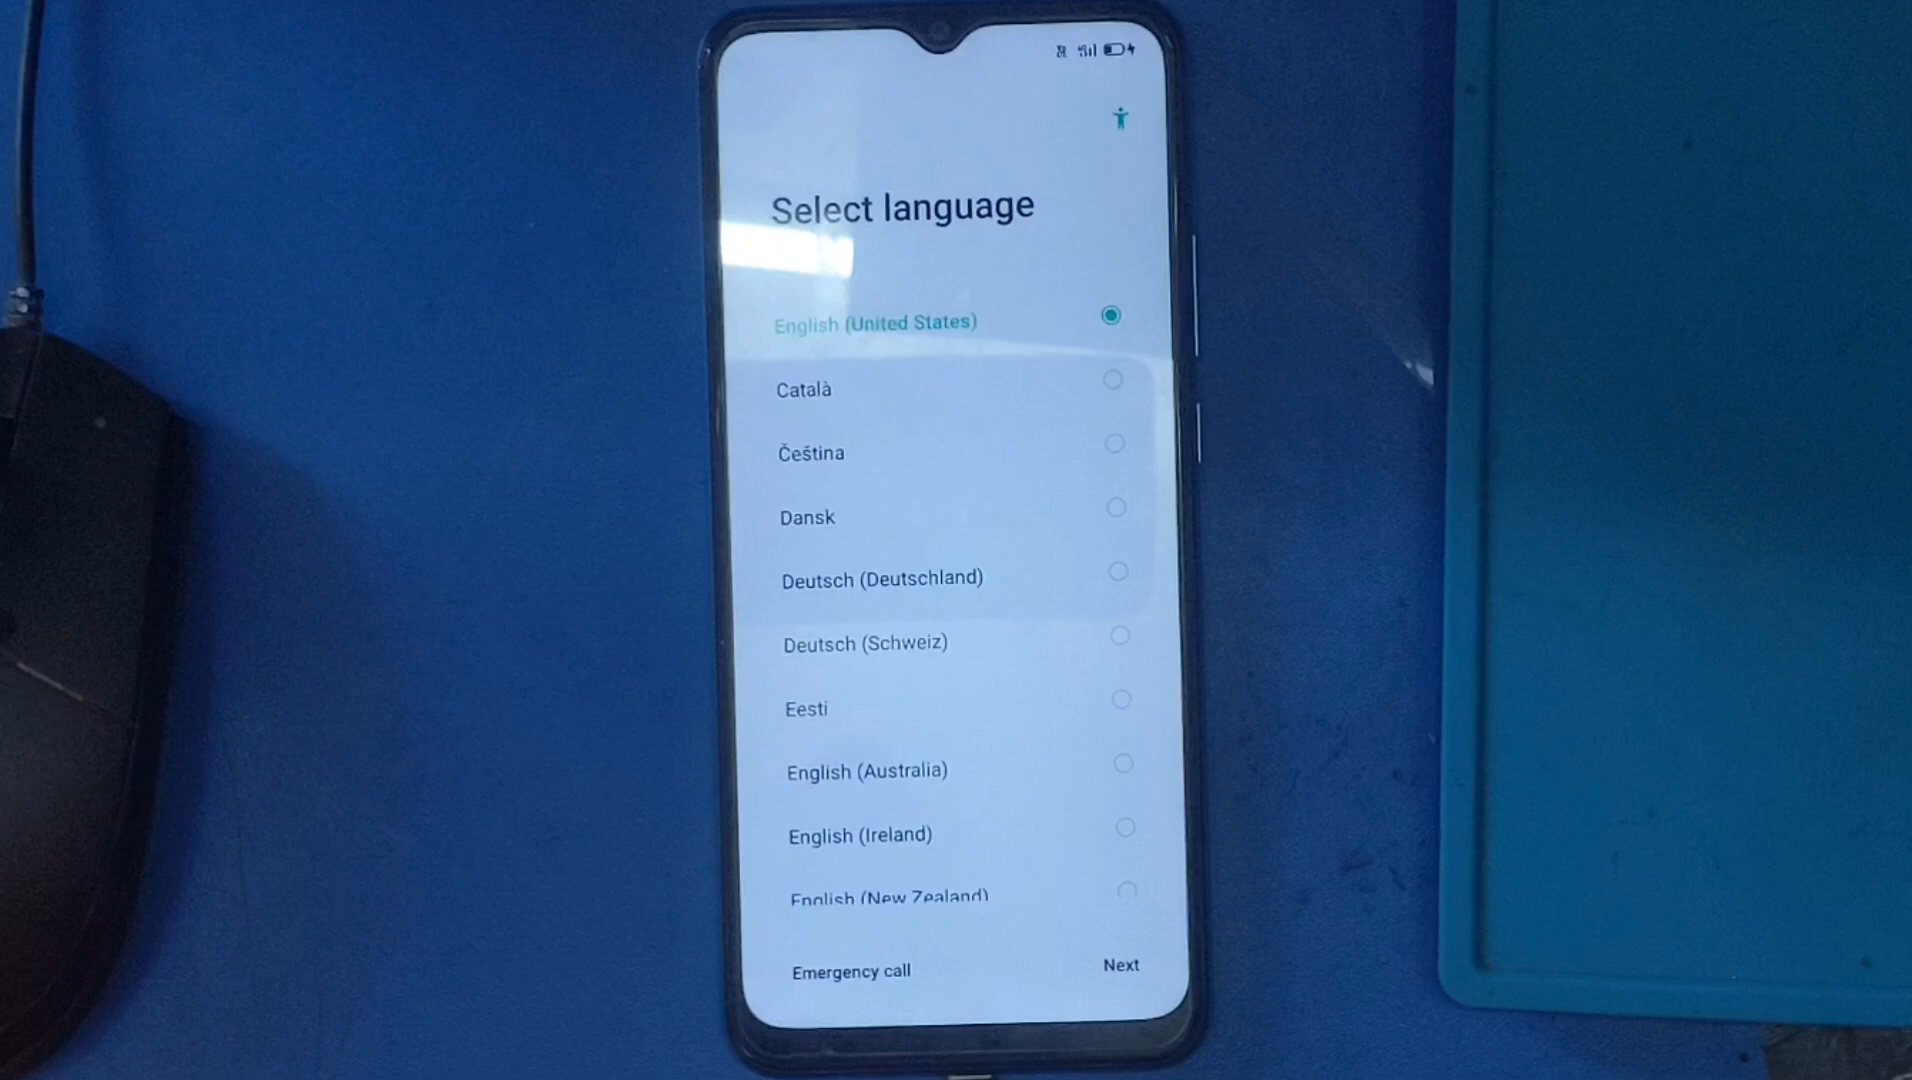 Select language
English (United States)
Català
Čeština
Dansk
Deutsch (Deutschland)
Deutsch (Schweiz)
Eesti
English (Australia)
English (Ireland)
English (New Zealand)
Emergency call
Next